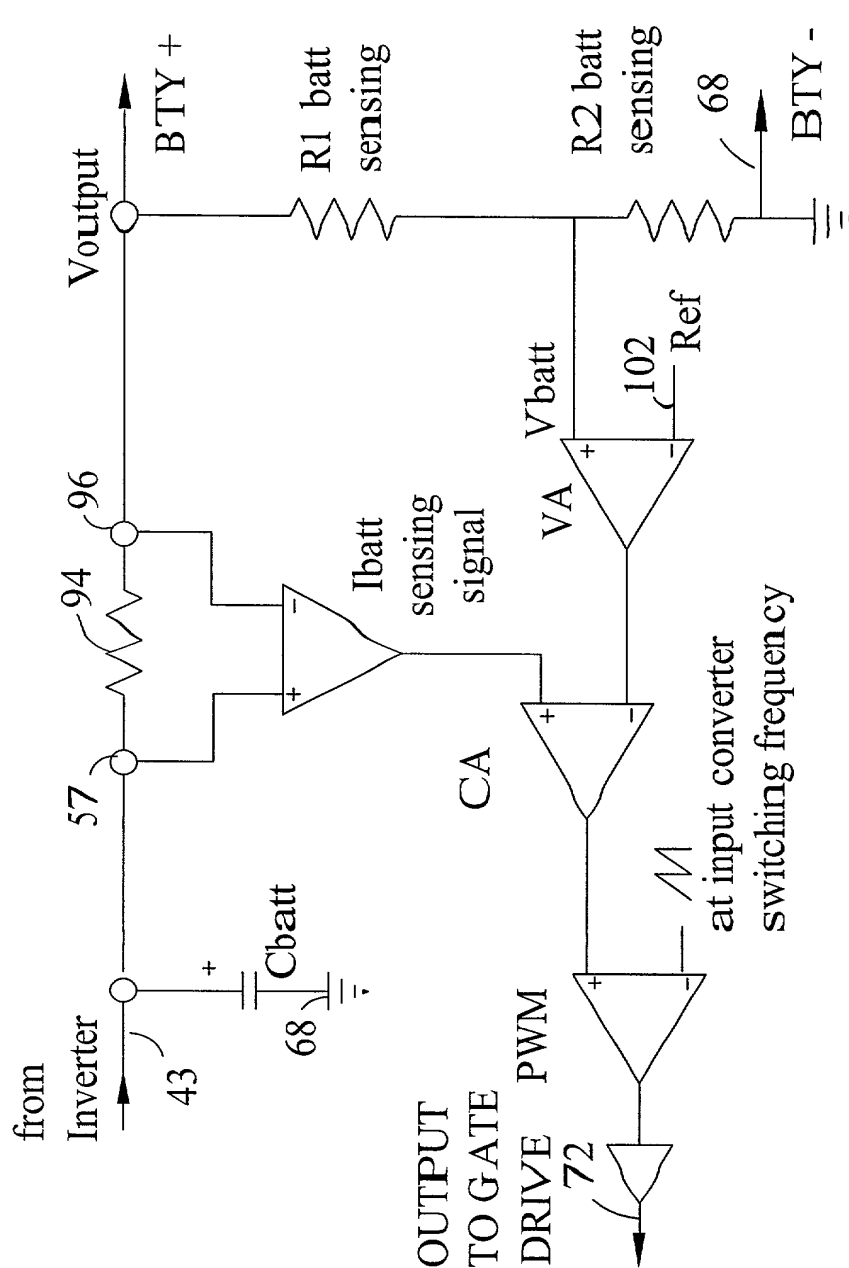 from
Inverter
43
+
Cbatt
68
57
94
96
Voutput
BTY +
+
−
Ibatt
sensing
signal
R1 batt
sensing
R2 batt
sensing
68
BTY -
Vbatt
102
Ref
VA
+
−
CA
+
−
at input converter
switching frequency
PWM
+
−
OUTPUT
TO GATE
DRIVE
72